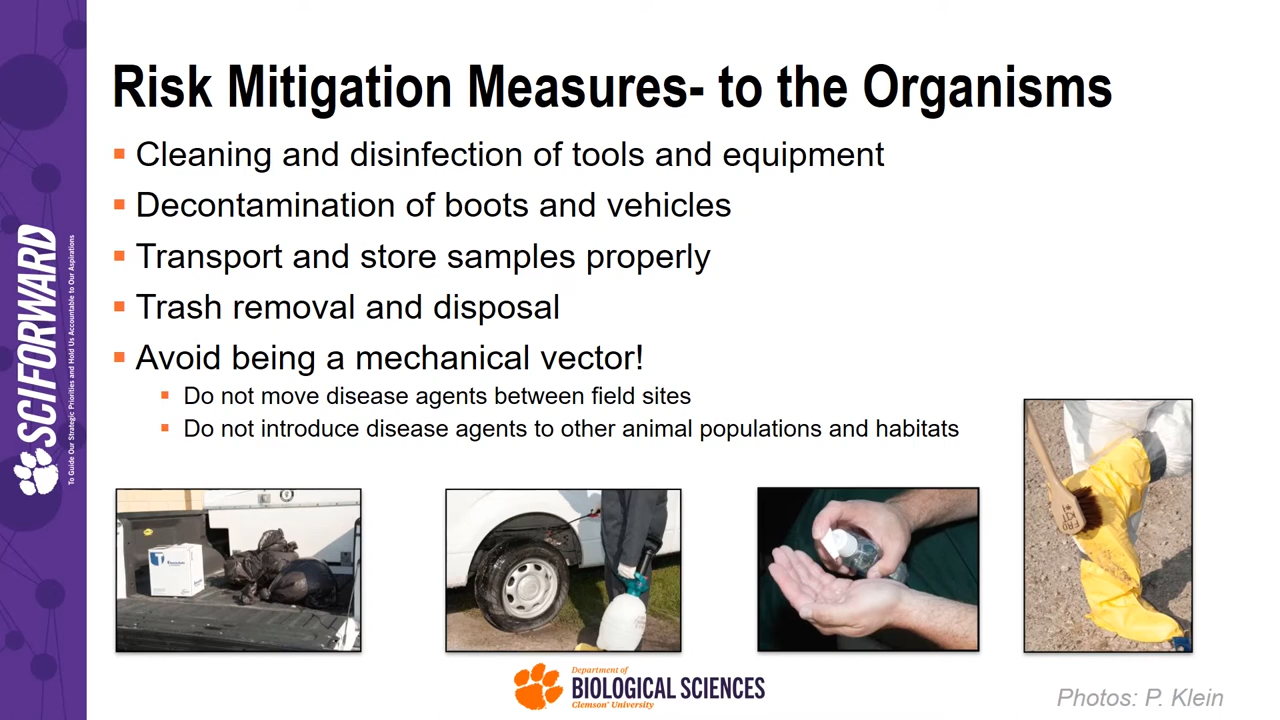 Risk Mitigation Measures- to the Organisms
Cleaning and disinfection of tools and equipment
Decontamination of boots and vehicles
Transport and store samples properly
Trash removal and disposal
Avoid being a mechanical vector!
Do not move disease agents between field sites
Do not introduce disease agents to other animal populations and habitats
SCIFORWARD
To Guide Our Strategic Priorities and Hold Us Accountable to Our Aspirations
Department of
BIOLOGICAL SCIENCES
Clemson® University
Photos: P. Klein